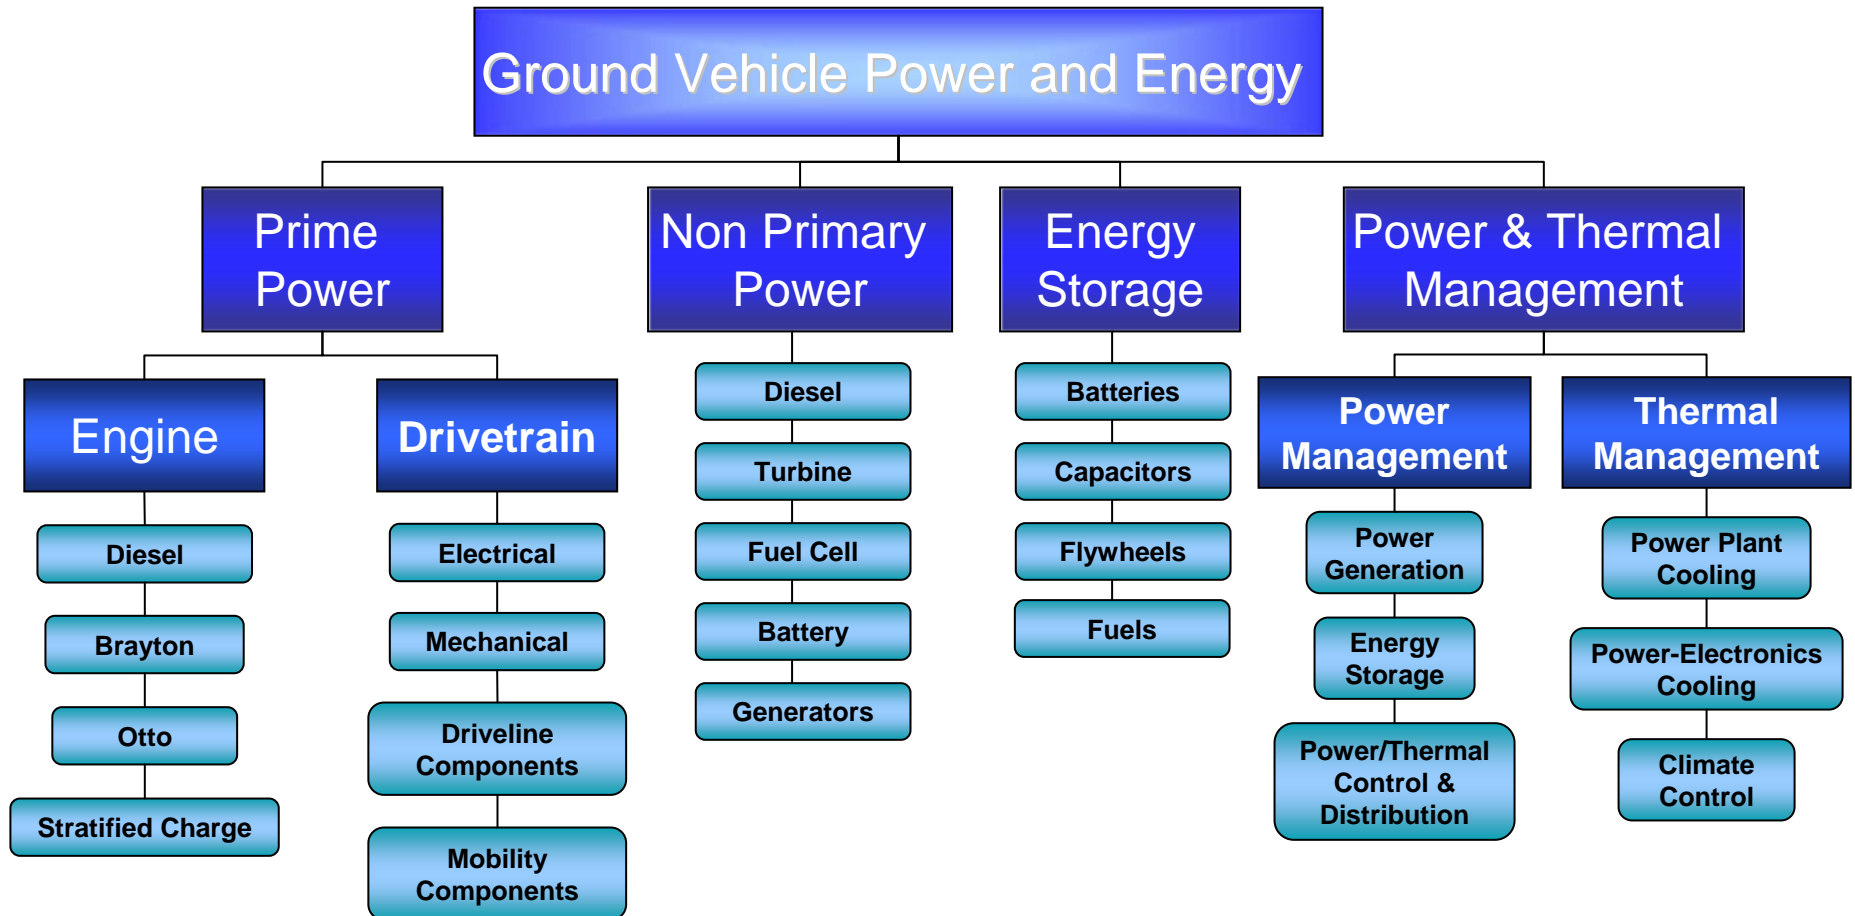 Ground Vehicle Power and Energy
Prime
Power
Non Primary
Power
Energy
Storage
Power & Thermal
Management
Engine
Diesel
Brayton
Otto
Stratified Charge
Drivetrain
Electrical
Mechanical
Driveline
Components
Mobility
Components
Diesel
Turbine
Fuel Cell
Battery
Generators
Batteries
Capacitors
Flywheels
Fuels
Power
Management
Power
Generation
Energy
Storage
Power/Thermal
Control &
Distribution
Thermal
Management
Power Plant
Cooling
Power-Electronics
Cooling
Climate
Control